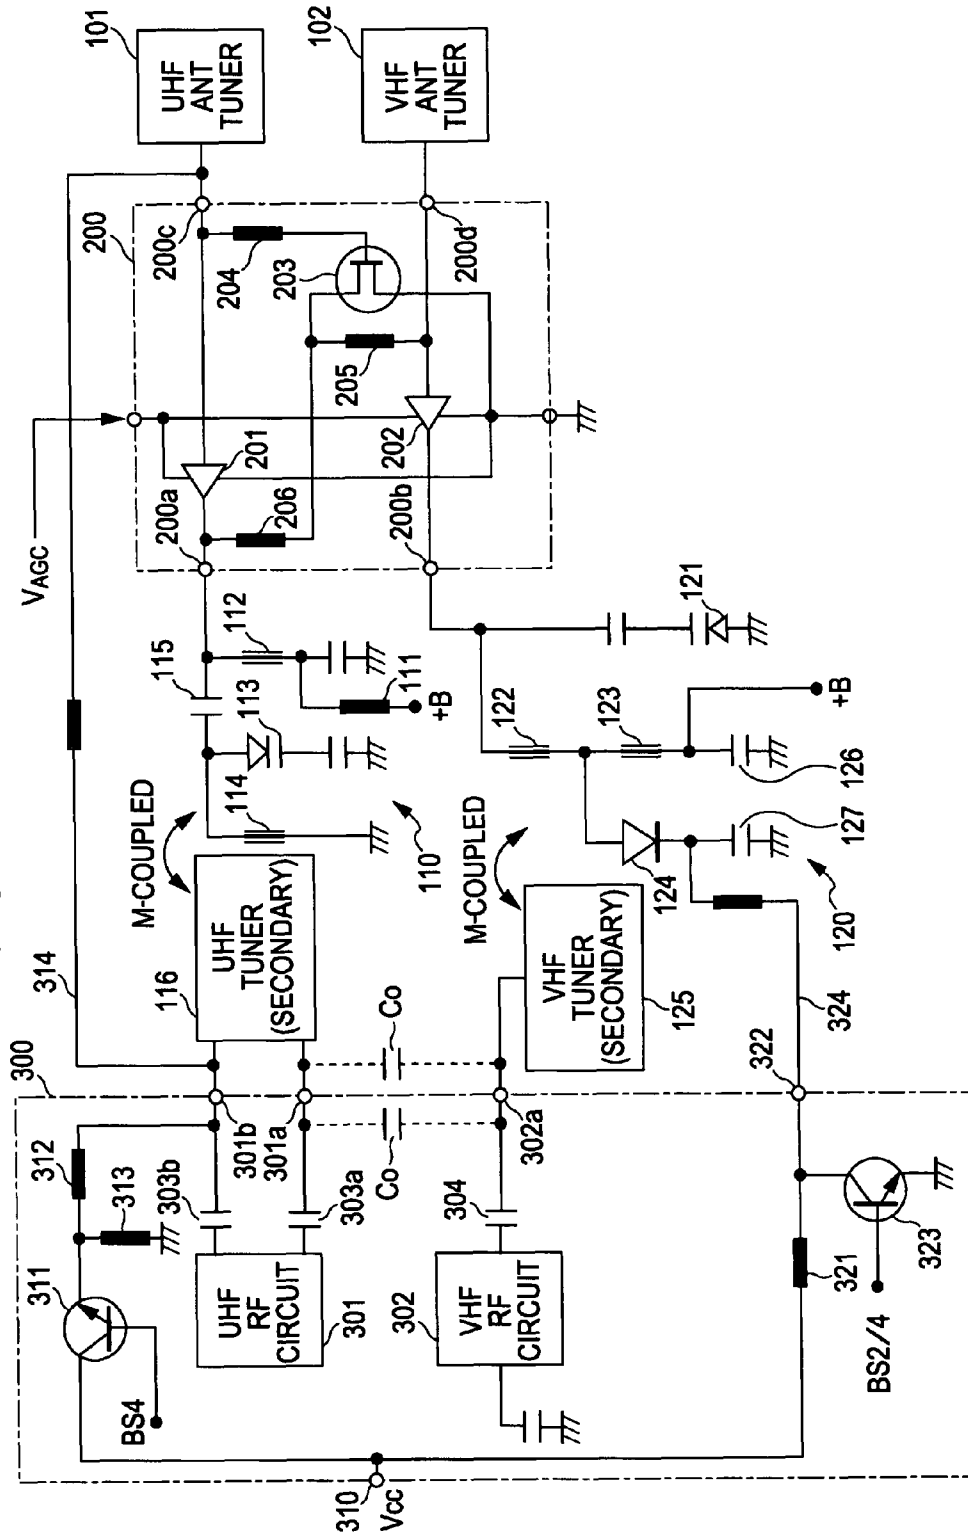 101
UHF
ANT
TUNER
102
VHF
ANT
TUNER
200
200c
204
203
200d
205
201
202
VAGC
200a
206
200b
112
115
111
+B
113
114
M-COUPLED
110
121
122
123
+B
126
127
124
120
M-COUPLED
314
116
UHF
TUNER
(SECONDARY)
VHF
TUNER
(SECONDARY)
125
324
322
Co
Co
300
301b
301a
302a
312
313
303b
303a
304
311
BS4
UHF
RF
CIRCUIT
301
302
VHF
RF
CIRCUIT
321
323
BS2/4
310
Vcc